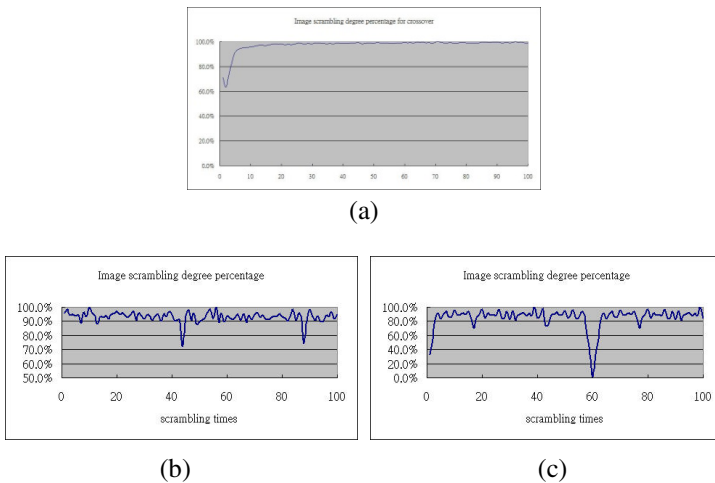 Image scrambling degree percentage for crossover
100.0%
80.0%
60.0%
40.0%
20.0%
0.0%
0 10 20 30 40 50 60 70 80 90 100
(a)
Image scrambling degree percentage
100.0%
90.0%
80.0%
70.0%
60.0%
50.0%
0 20 40 60 80 100
scrambling times
(b)
Image scrambling degree percentage
100.0%
80.0%
60.0%
40.0%
20.0%
0.0%
0 20 40 60 80 100
scrambling times
(c)